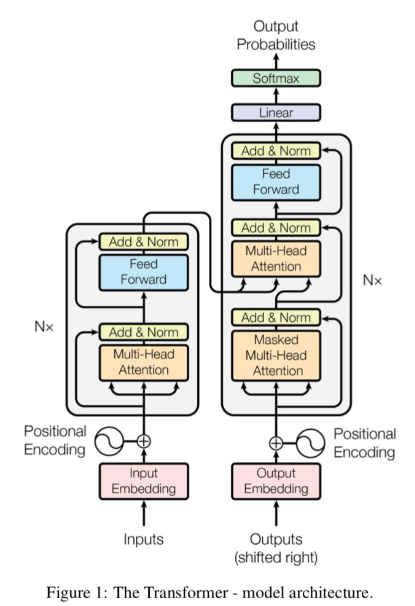 Output
Probabilities
Softmax
Linear
Add & Norm
Feed
Forward
Add & Norm
Multi-Head
Attention
Add & Norm
Masked
Multi-Head
Attention
Nx
Add & Norm
Feed
Forward
Add & Norm
Multi-Head
Attention
Nx
Positional
Encoding
Positional
Encoding
Input
Embedding
Output
Embedding
Inputs
Outputs
(shifted right)
Figure 1: The Transformer - model architecture.